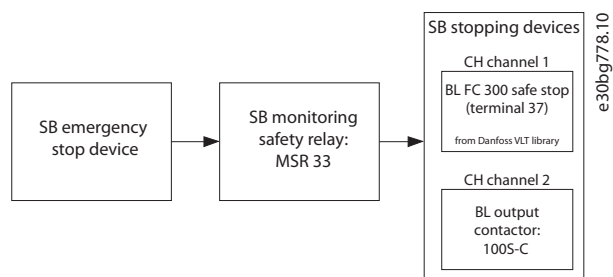 SB emergency
stop device
SB monitoring
safety relay:
MSR 33
SB stopping devices
CH channel 1
BL FC 300 safe stop
(terminal 37)
from Danfoss VLT library
CH channel 2
BL output
contactor:
100S-C
e30bg778.10